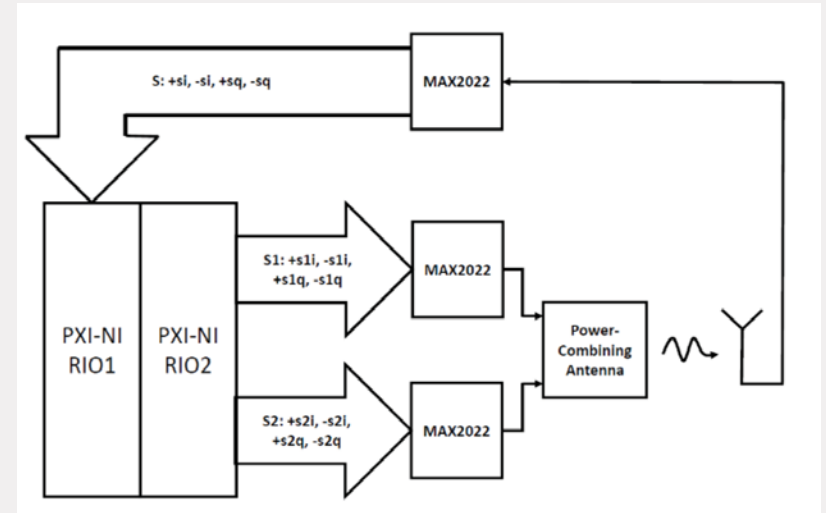 S: +si, -si, +sq, -sq
MAX2022
PXI-NI
RIO1
PXI-NI
RIO2
S1: +s1i, -s1i,
+s1q, -s1q
MAX2022
Power-
Combining
Antenna
S2: +s2i, -s2i,
+s2q, -s2q
MAX2022